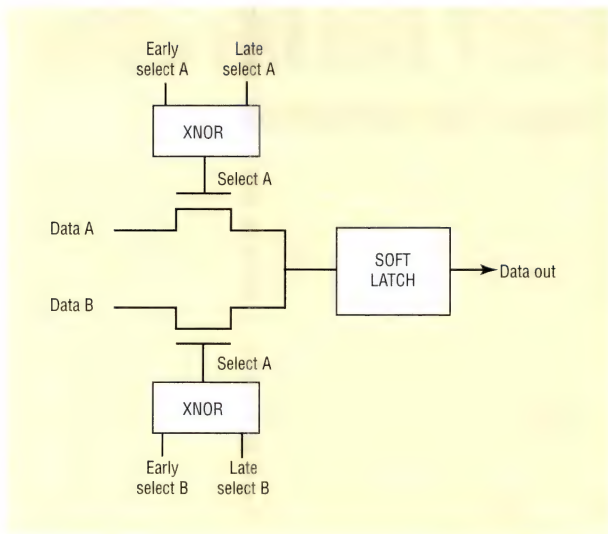 Early
select A
Late
select A
XNOR
Select A
Data A
SOFT
LATCH
Data out
Data B
Select A
XNOR
Early
select B
Late
select B